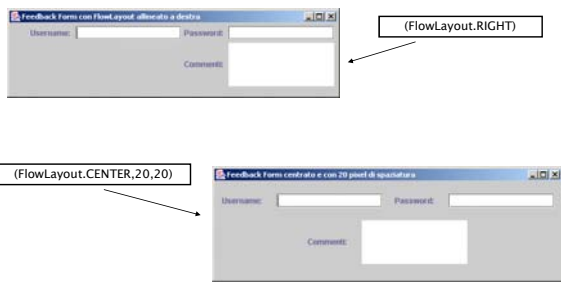 Feedback Form con FlowLayout allineato a destra
(FlowLayout.RIGHT)
Username: Password:
Commenti:
(FlowLayout.CENTER,20,20)
Feedback Form centrato e con 20 pixel di spaziatura
Username: Password:
Commenti: